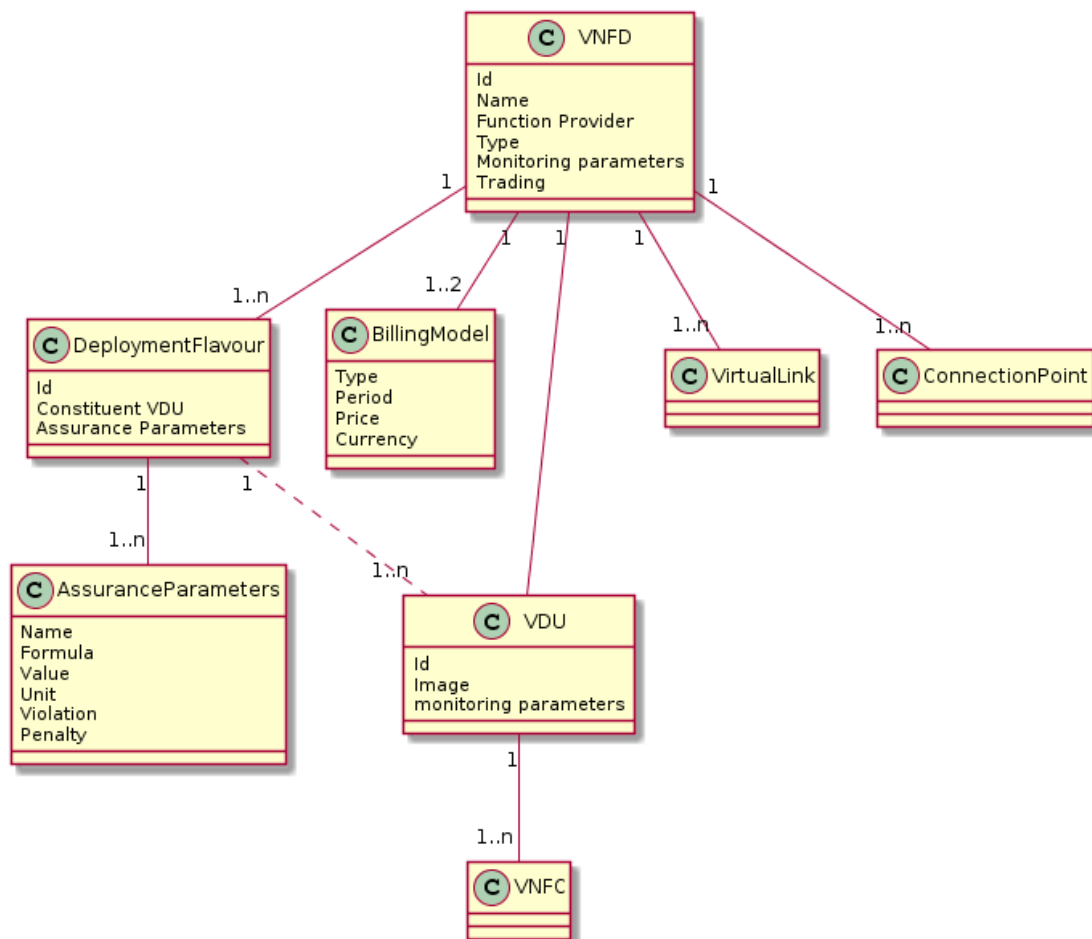 C VNFD
Id
Name
Function Provider
Type
Monitoring parameters
Trading
1
1
1
1
1
1..n
1..2
1..n
1..n
C DeploymentFlavour
Id
Constituent VDU
Assurance Parameters
C BillingModel
Type
Period
Price
Currency
C VirtualLink
C ConnectionPoint
1
1
1..n
1..n
C AssuranceParameters
Name
Formula
Value
Unit
Violation
Penalty
C VDU
Id
Image
monitoring parameters
1
1..n
C VNFC